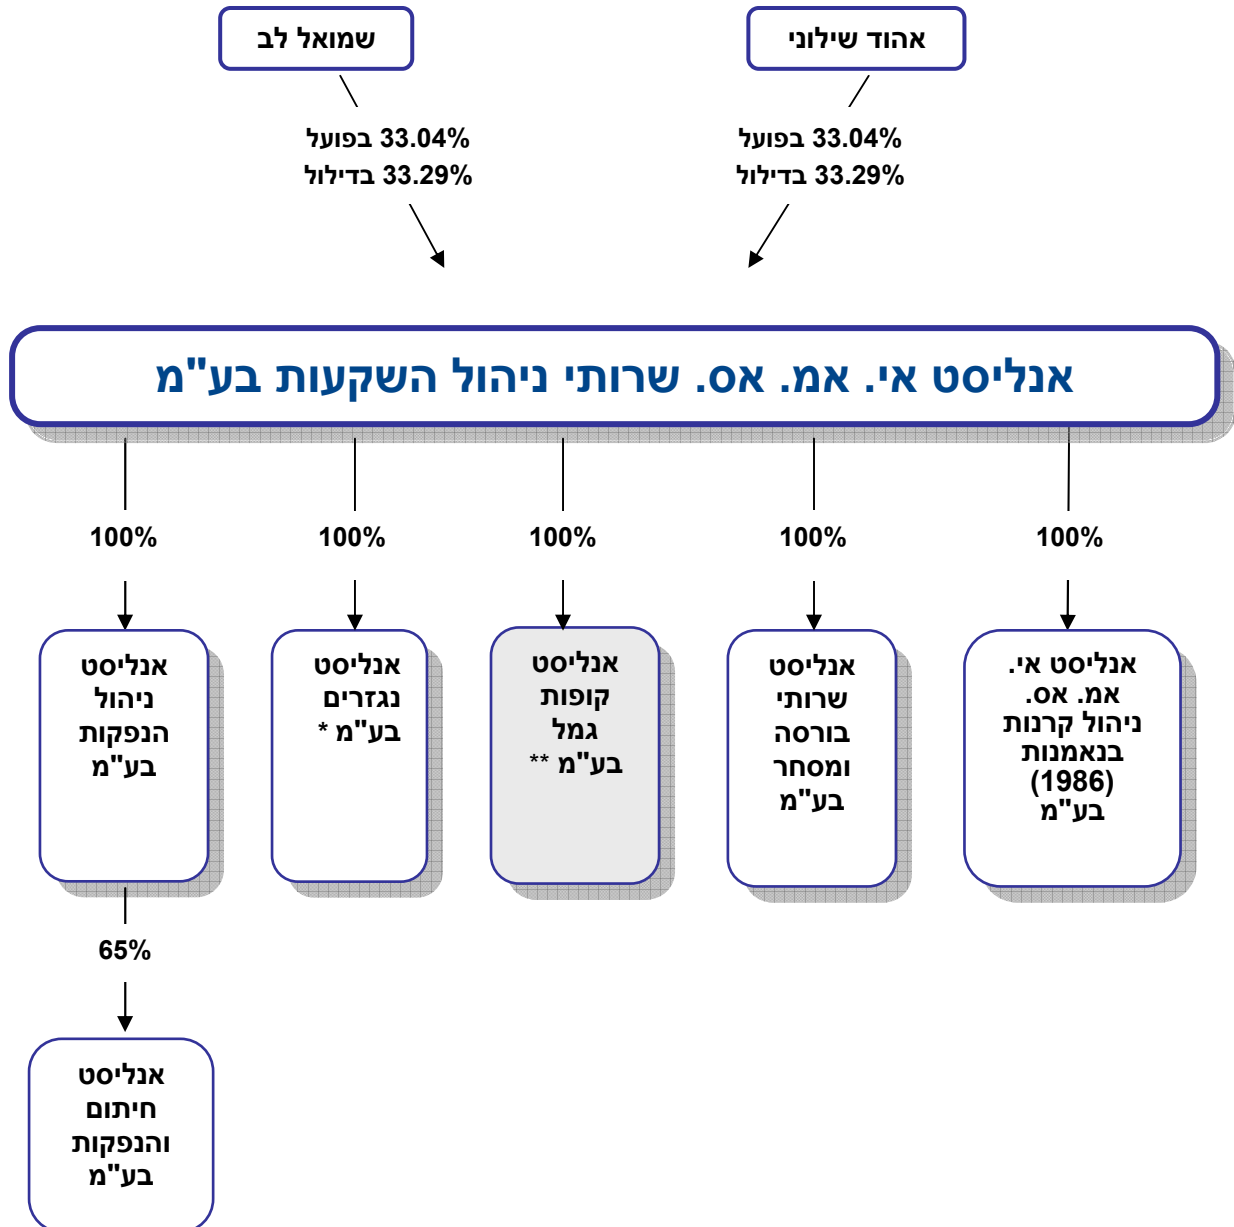 אהוד שילוני
שמואל לב
33.04% בפועל
33.29% בדילול
33.04% בפועל
33.29% בדילול
אנליסט אי. אמ. אס. שרותי ניהול השקעות בע"מ
100%
100%
100%
100%
100%
אנליסט אי.
אמ. אס.
ניהול קרנות
בנאמנות
(1986)
בע"מ
אנליסט
שרותי
בורסה
ומסחר
בע"מ
אנליסט
קופות
גמל
בע"מ **
אנליסט
נגזרים
בע"מ *
אנליסט
ניהול
הנפקות
בע"מ
65%
אנליסט
חיתום
והנפקות
בע"מ